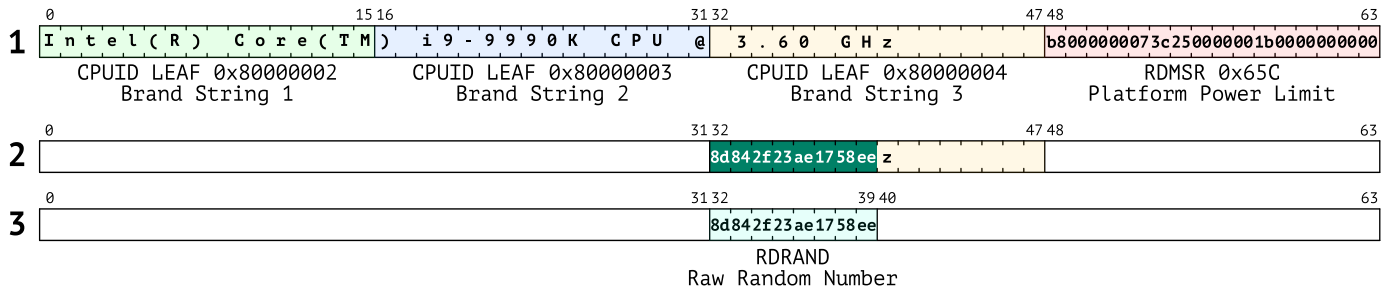 0 15 16 31 32 47 48 63
1 Intel(R) Core(TM) i9-9990K CPU @ 3.60 GHz b8000000073c250000001b0000000000
CPUID LEAF 0x80000002 CPUID LEAF 0x80000003 CPUID LEAF 0x80000004 RDMSR 0x65C
Brand String 1 Brand String 2 Brand String 3 Platform Power Limit
0 31 32 47 48 63
2 8d842f23ae1758ee z
0 31 32 39 40 63
3 8d842f23ae1758ee
RDRAND
Raw Random Number